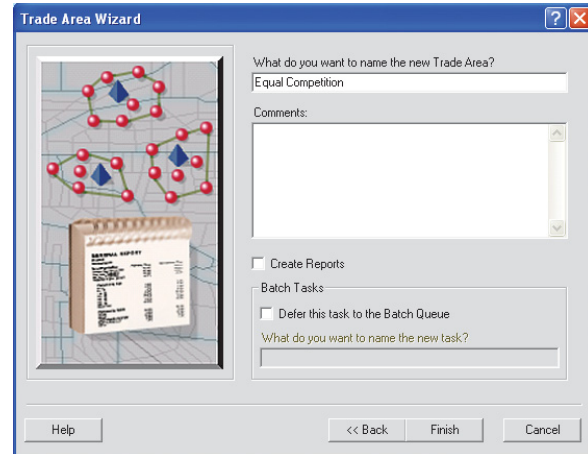 Trade Area Wizard
What do you want to name the new Trade Area?
Equal Competition
Comments:
Create Reports
Batch Tasks
Defer this task to the Batch Queue
What do you want to name the new task?
Help
<< Back
Finish
Cancel